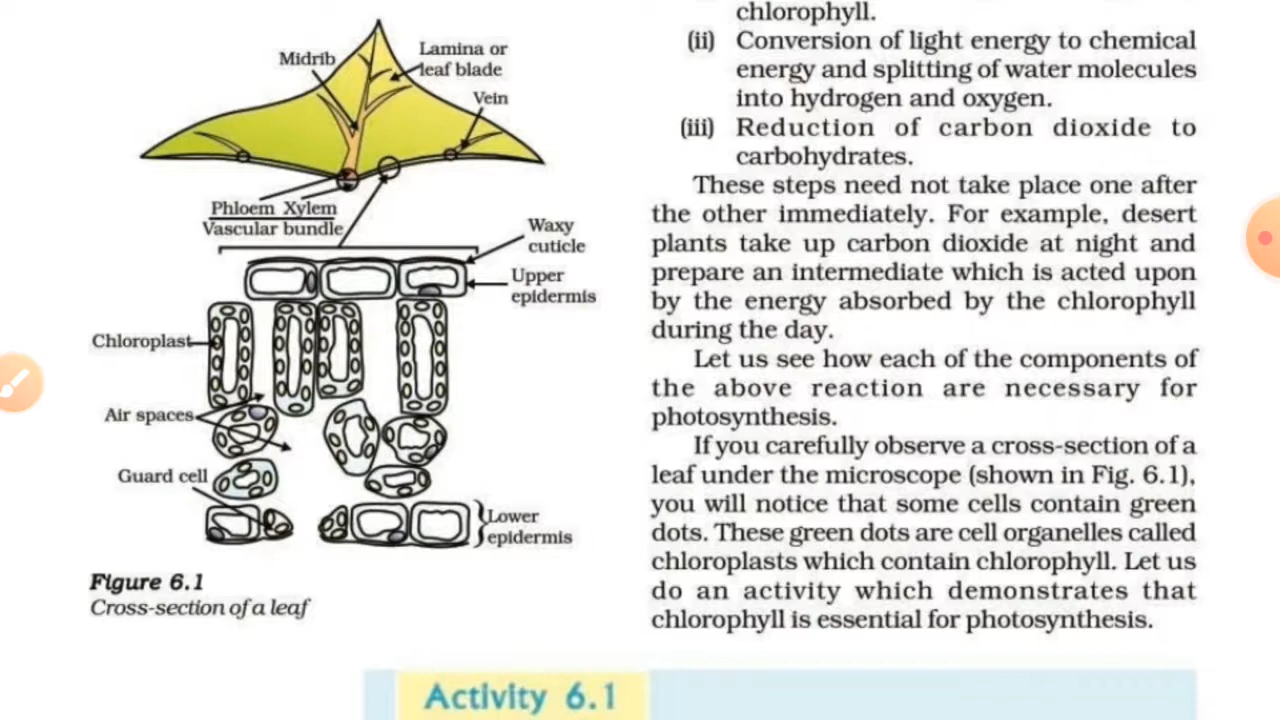 Midrib
Lamina or
leaf blade
Vein
Phloem Xylem
Vascular bundle
Waxy
cuticle
Upper
epidermis
Chloroplast
Air spaces
Guard cell
Lower
epidermis
Figure 6.1
Cross-section of a leaf
chlorophyll.
(ii) Conversion of light energy to chemical
energy and splitting of water molecules
into hydrogen and oxygen.
(iii) Reduction of carbon dioxide to
carbohydrates.
These steps need not take place one after
the other immediately. For example, desert
plants take up carbon dioxide at night and
prepare an intermediate which is acted upon
by the energy absorbed by the chlorophyll
during the day.
Let us see how each of the components of
the above reaction are necessary for
photosynthesis.
If you carefully observe a cross-section of a
leaf under the microscope (shown in Fig. 6.1),
you will notice that some cells contain green
dots. These green dots are cell organelles called
chloroplasts which contain chlorophyll. Let us
do an activity which demonstrates that
chlorophyll is essential for photosynthesis.
Activity 6.1